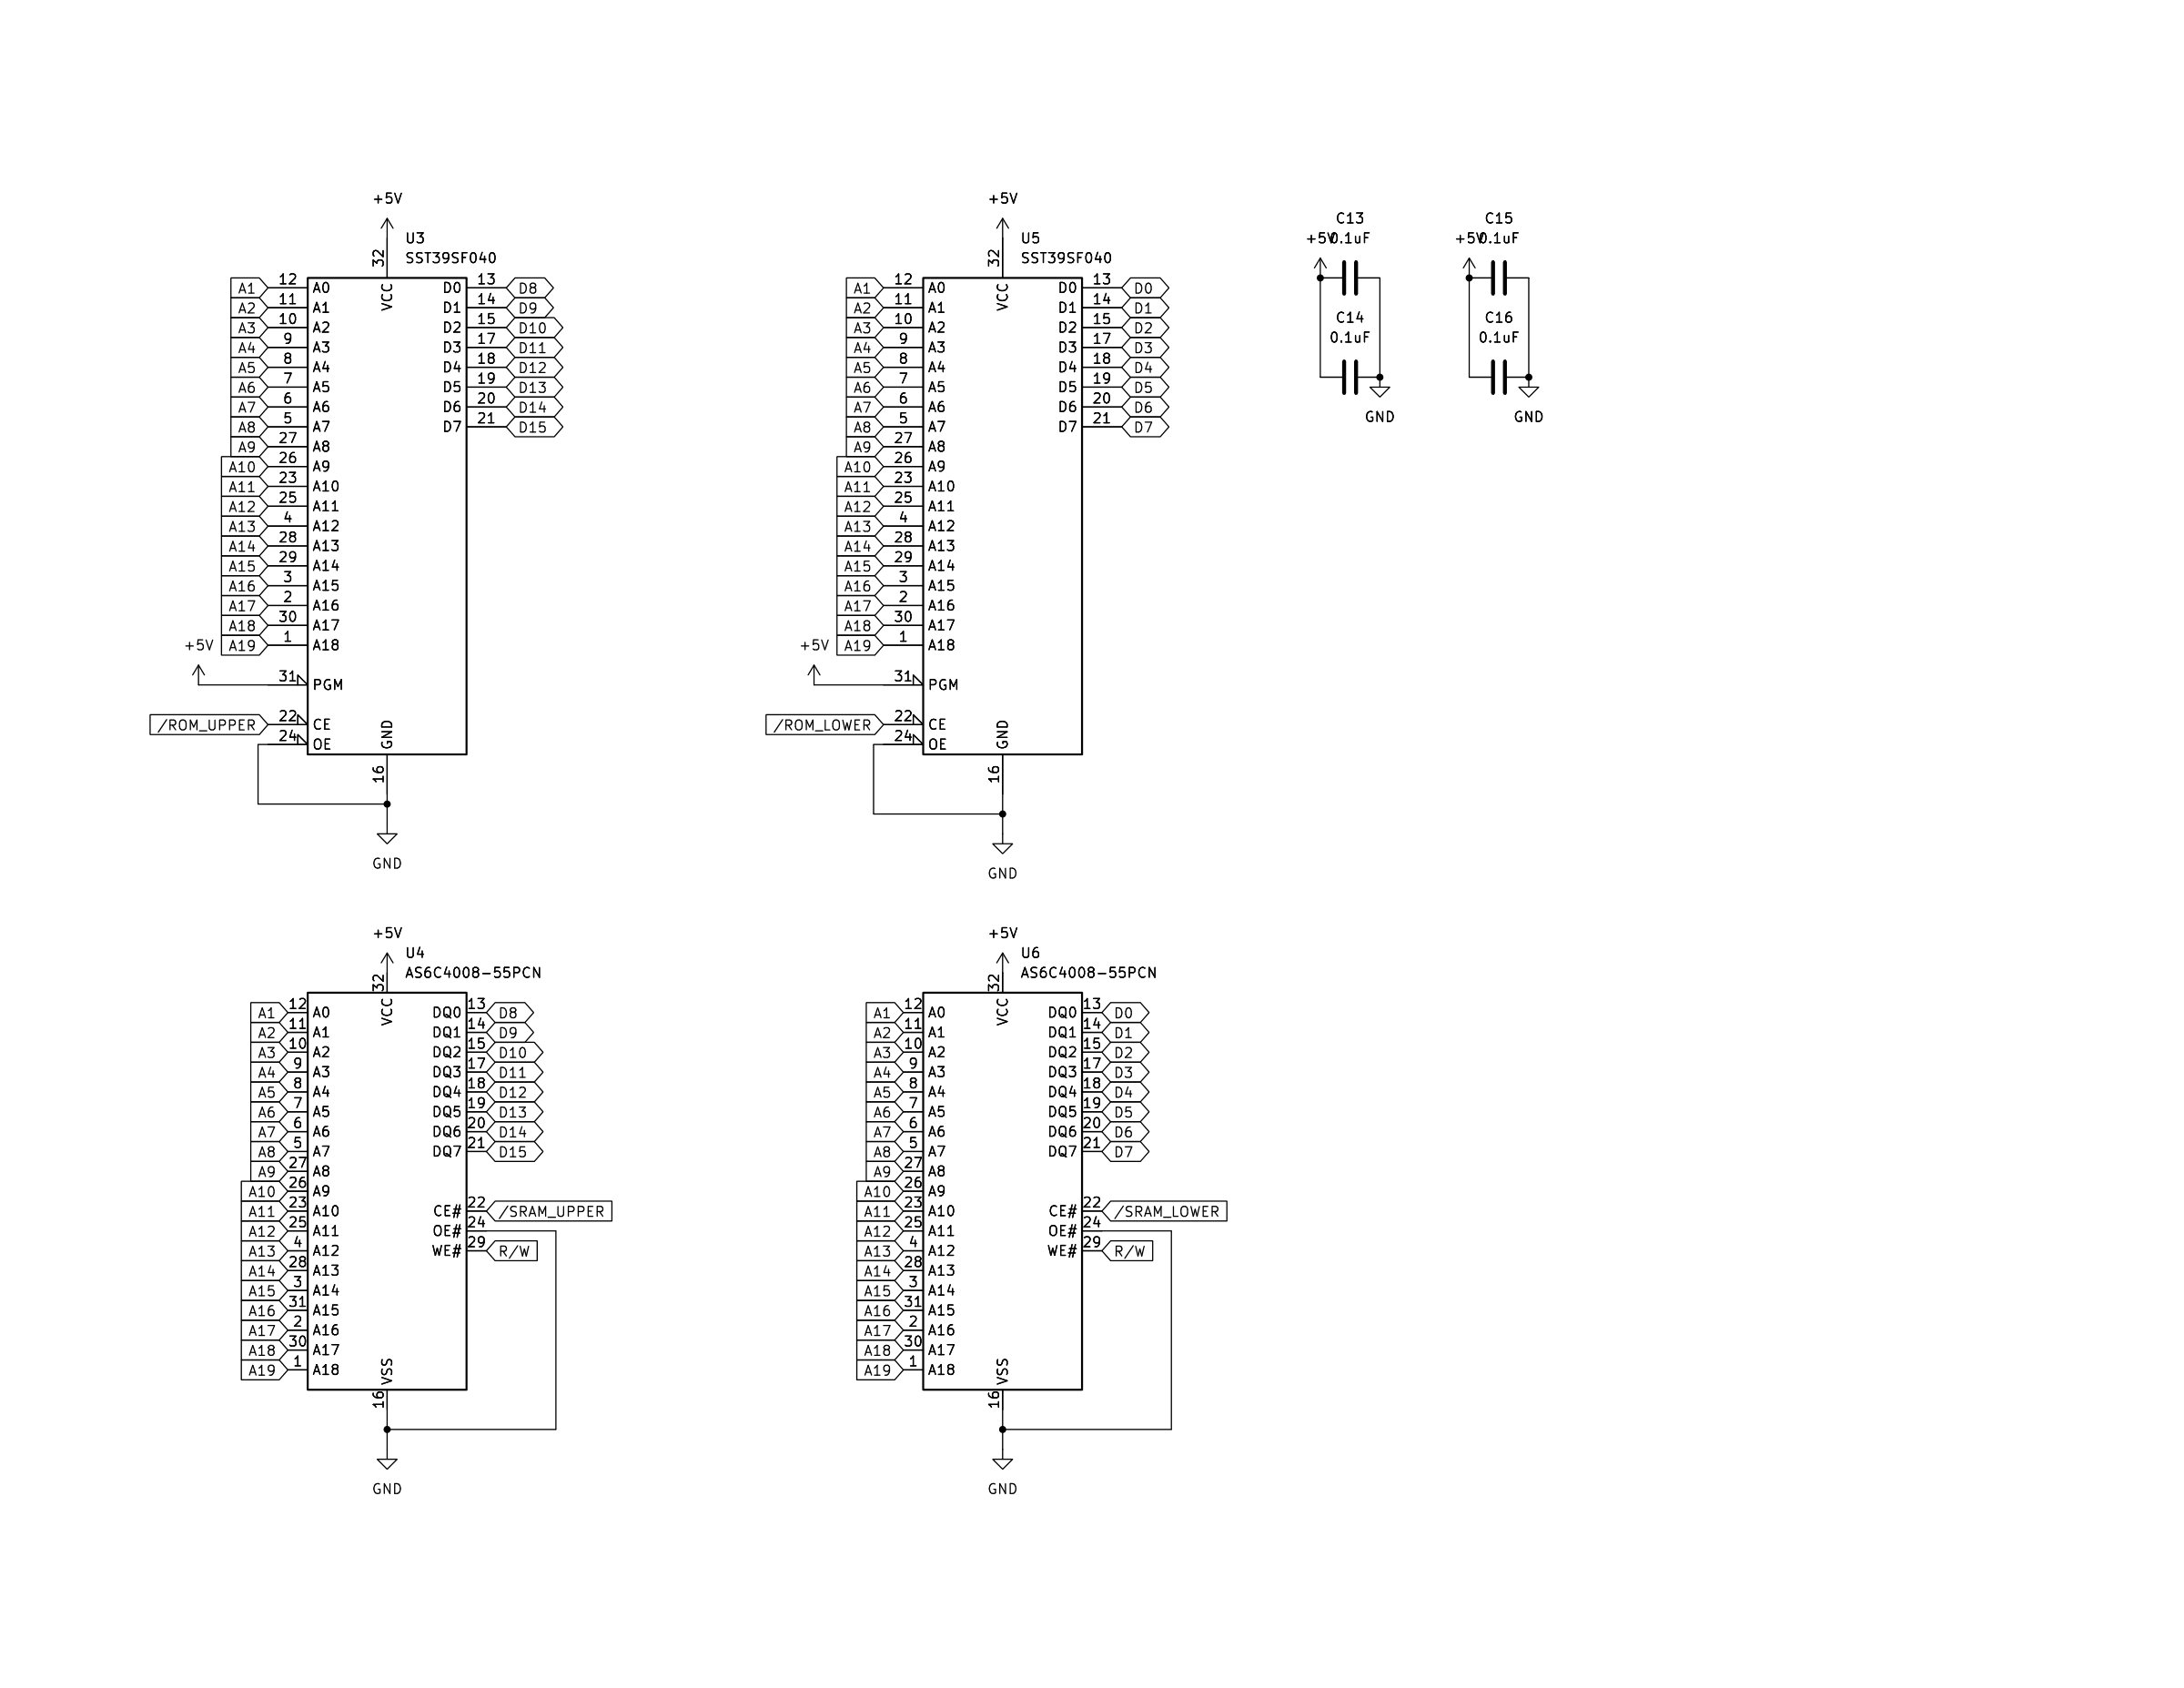 +5V
U3
SST39SF040
32
VCC
A1 12 A0 D0 13 D8
A2 11 A1 D1 14 D9
A3 10 A2 D2 15 D10
A4 9 A3 D3 17 D11
A5 8 A4 D4 18 D12
A6 7 A5 D5 19 D13
A7 6 A6 D6 20 D14
A8 5 A7 D7 21 D15
A9 27 A8
A10 26 A9
A11 23 A10
A12 25 A11
A13 4 A12
A14 28 A13
A15 29 A14
A16 3 A15
A17 2 A16
A18 30 A17
A19 1 A18
+5V
31 PGM
/ROM_UPPER 22 CE
24 OE
GND
16
GND
+5V
U5
SST39SF040
32
VCC
A1 12 A0 D0 13 D0
A2 11 A1 D1 14 D1
A3 10 A2 D2 15 D2
A4 9 A3 D3 17 D3
A5 8 A4 D4 18 D4
A6 7 A5 D5 19 D5
A7 6 A6 D6 20 D6
A8 5 A7 D7 21 D7
A9 27 A8
A10 26 A9
A11 23 A10
A12 25 A11
A13 4 A12
A14 28 A13
A15 29 A14
A16 3 A15
A17 2 A16
A18 30 A17
A19 1 A18
+5V
31 PGM
/ROM_LOWER 22 CE
24 OE
GND
16
GND
C13
+5V 0.1uF
C14
0.1uF
GND
C15
+5V 0.1uF
C16
0.1uF
GND
+5V
U4
AS6C4008-55PCN
32
VCC
A1 12 A0 DQ0 13 D8
A2 11 A1 DQ1 14 D9
A3 10 A2 DQ2 15 D10
A4 9 A3 DQ3 17 D11
A5 8 A4 DQ4 18 D12
A6 7 A5 DQ5 19 D13
A7 6 A6 DQ6 20 D14
A8 5 A7 DQ7 21 D15
A9 27 A8
A10 26 A9
A11 23 A10 CE# 22 /SRAM_UPPER
A12 25 A11 OE# 24
A13 4 A12 WE# 29 R/W
A14 28 A13
A15 3 A14
A16 31 A15
A17 2 A16
A18 30 A17
A19 1 A18
VSS
16
GND
+5V
U6
AS6C4008-55PCN
32
VCC
A1 12 A0 DQ0 13 D0
A2 11 A1 DQ1 14 D1
A3 10 A2 DQ2 15 D2
A4 9 A3 DQ3 17 D3
A5 8 A4 DQ4 18 D4
A6 7 A5 DQ5 19 D5
A7 6 A6 DQ6 20 D6
A8 5 A7 DQ7 21 D7
A9 27 A8
A10 26 A9
A11 23 A10 CE# 22 /SRAM_LOWER
A12 25 A11 OE# 24
A13 4 A12 WE# 29 R/W
A14 28 A13
A15 3 A14
A16 31 A15
A17 2 A16
A18 30 A17
A19 1 A18
VSS
16
GND